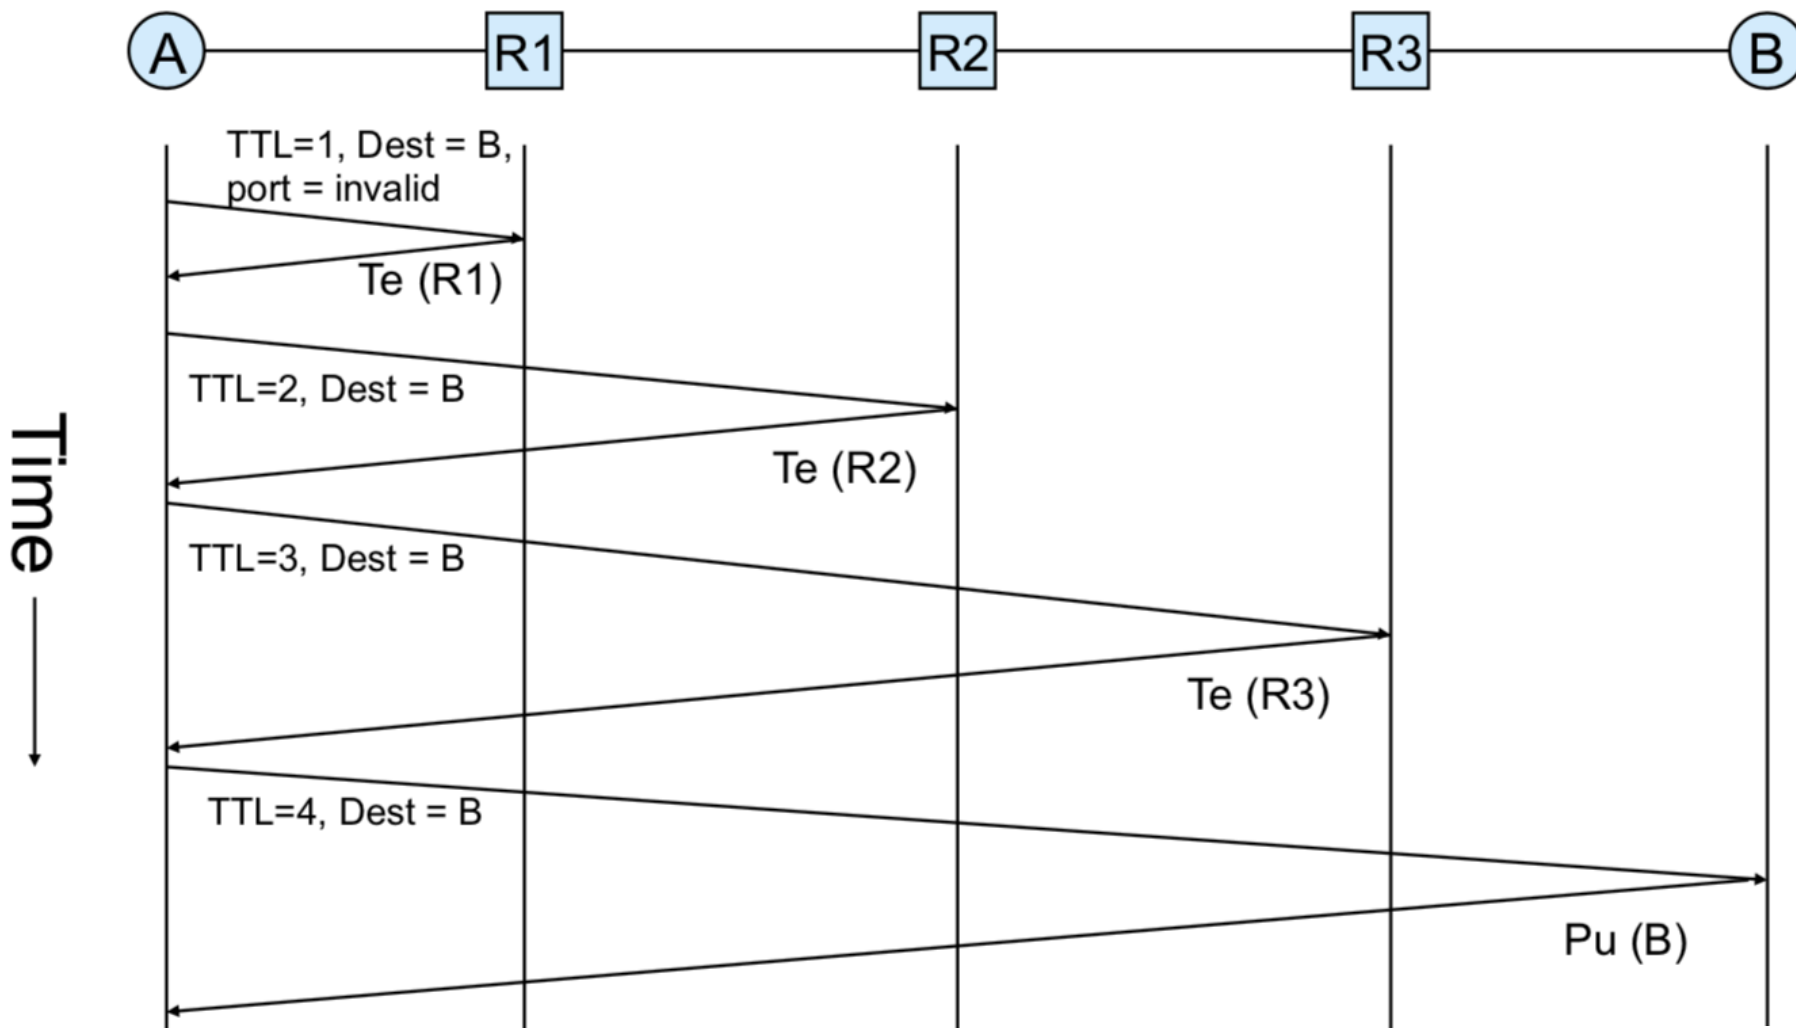 A
R1
R2
R3
B
TTL=1, Dest = B,
port = invalid
Te (R1)
TTL=2, Dest = B
Te (R2)
Time
TTL=3, Dest = B
Te (R3)
TTL=4, Dest = B
Pu (B)